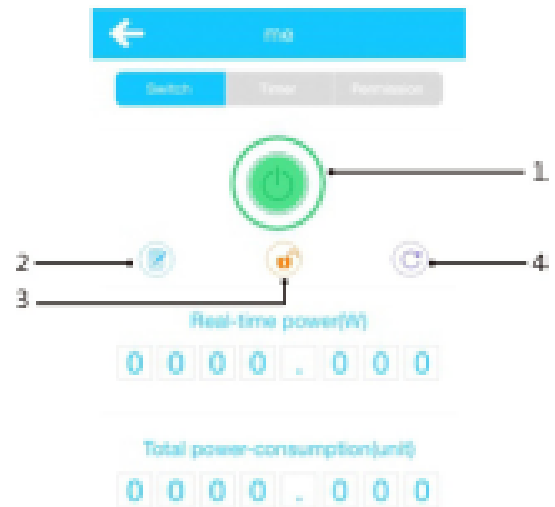 me
Switch Timer Permission
1.
2
3
4
Real-time power(W)
0 0 0 0 . 0 0 0
Total power-consumption(unit)
0 0 0 0 . 0 0 0